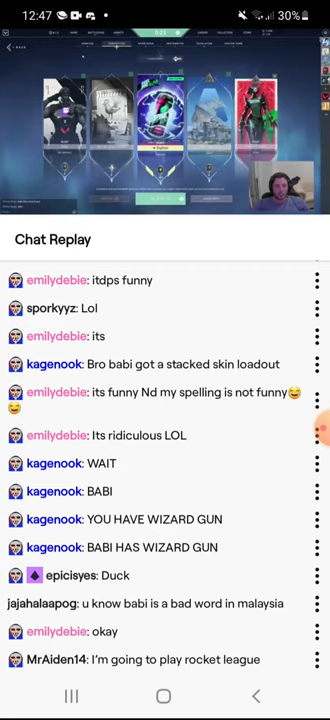 12:47
30%
BACK
Chat Replay
emilydebie: itdps funny
sporkyyz: Lol
emilydebie: its
kagenook: Bro babi got a stacked skin loadout
emilydebie: its funny Nd my spelling is not funny😂
😂
emilydebie: Its ridiculous LOL
kagenook: WAIT
kagenook: BABI
kagenook: YOU HAVE WIZARD GUN
kagenook: BABI HAS WIZARD GUN
epicisyes: Duck
jajahalaapog: u know babi is a bad word in malaysia
emilydebie: okay
MrAiden14: I'm going to play rocket league